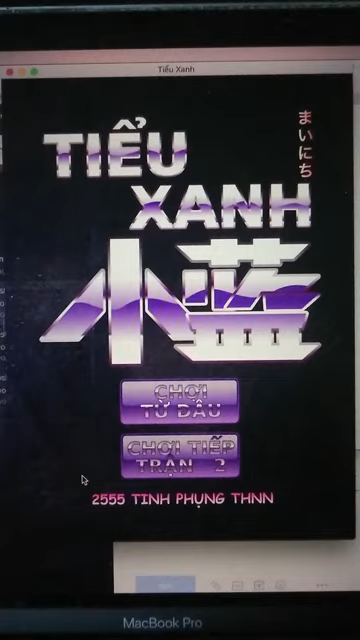 Tiểu Xanh
TIỂU
まいにち
XANH
小蓝
CHƠI
TỪ ĐẦU
CHƠI TIẾP
TRẬN 2
2555 TINH PHỤNG THNN
MacBook Pro